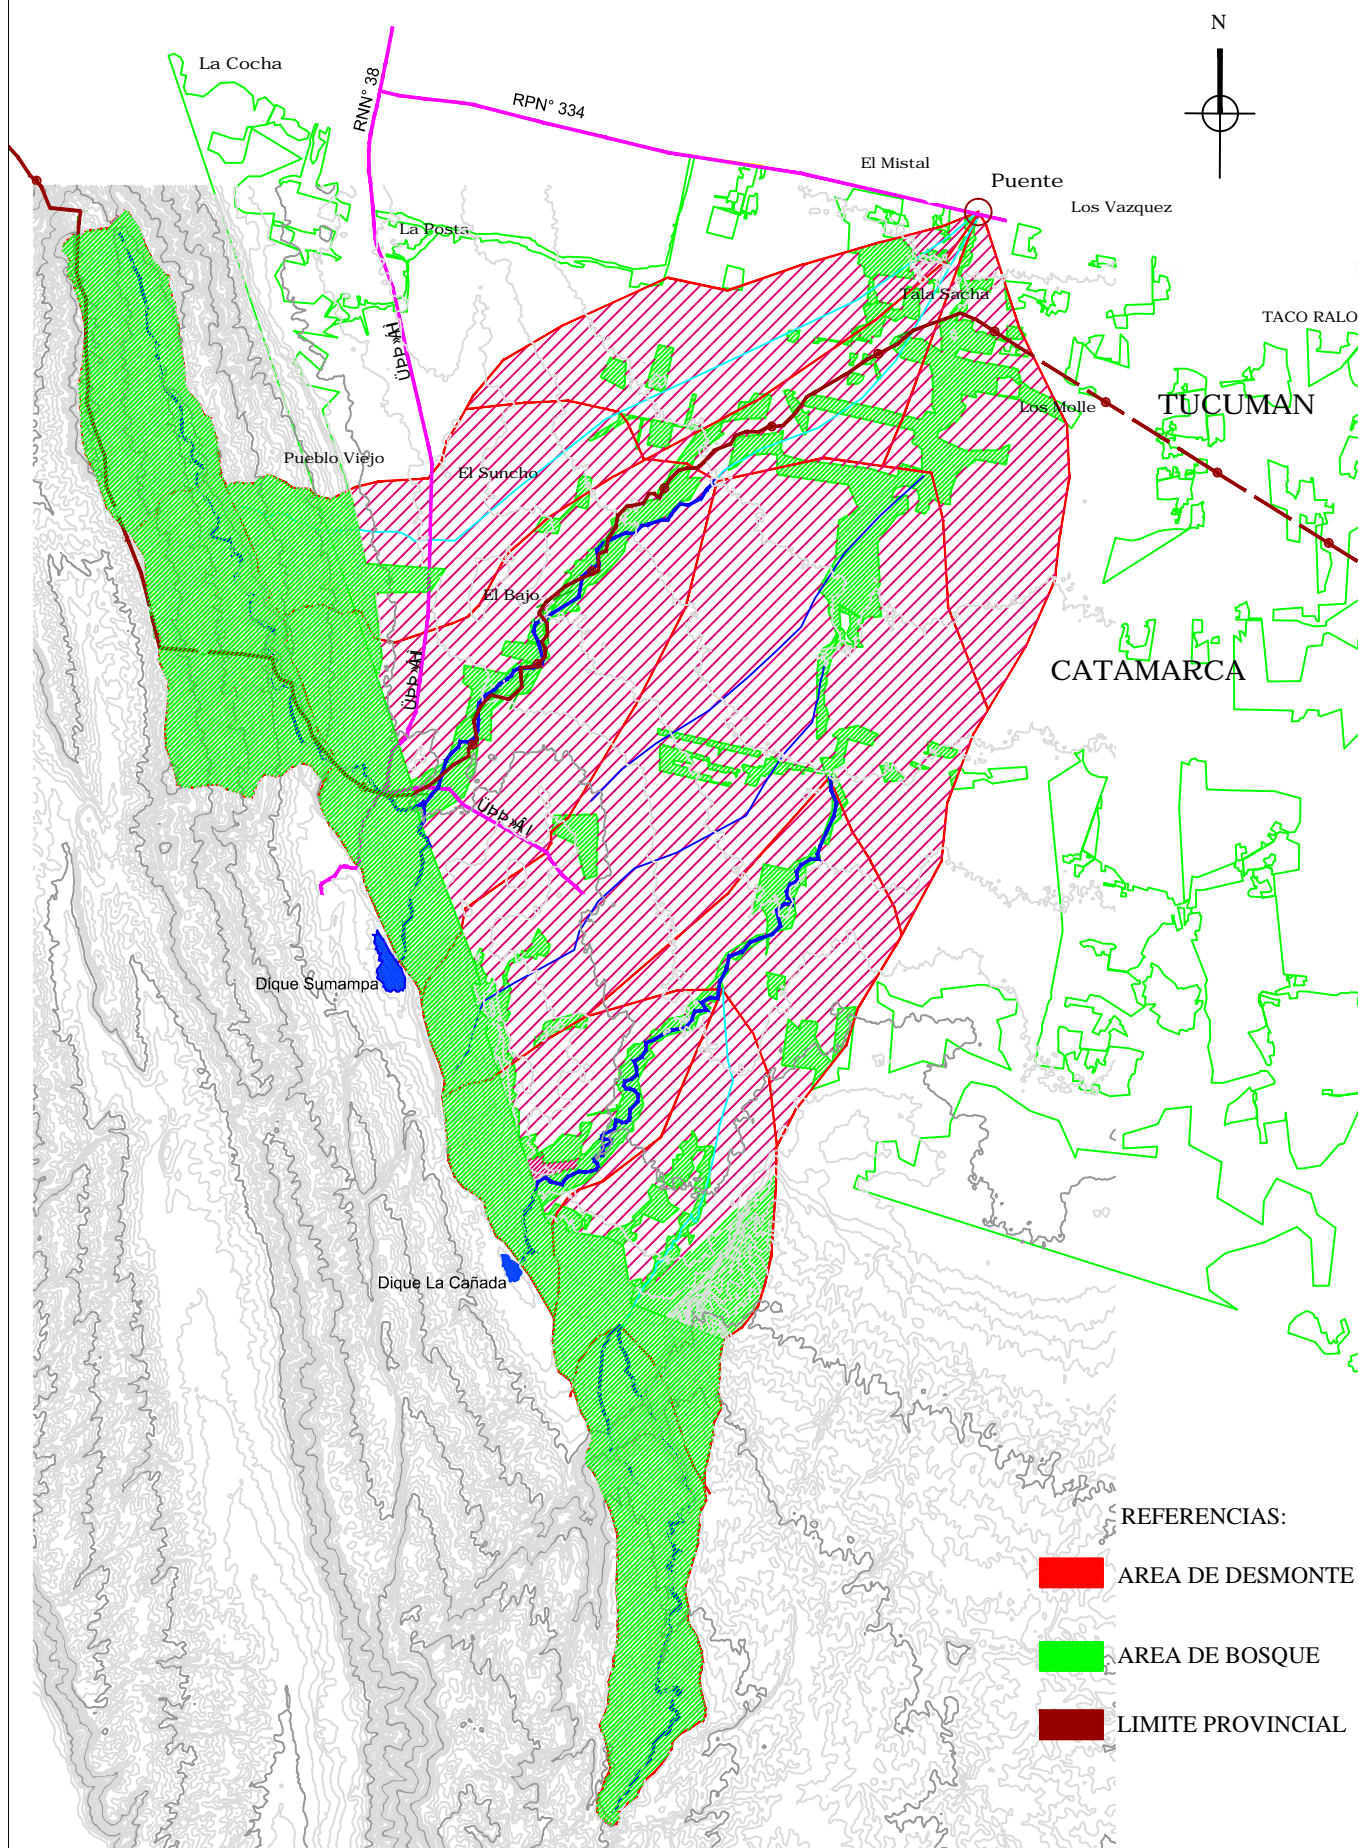 N
La Cocha
RNN° 38
RPN° 334
El Mistal
Puente
Los Vazquez
La Posta
Tala Sacha
TACO RALO
Los Molle
TUCUMAN
Pueblo Viejo
El Suncho
El Bajo
CATAMARCA
Dique Sumampa
Dique La Cañada
REFERENCIAS:
AREA DE DESMONTE
AREA DE BOSQUE
LIMITE PROVINCIAL